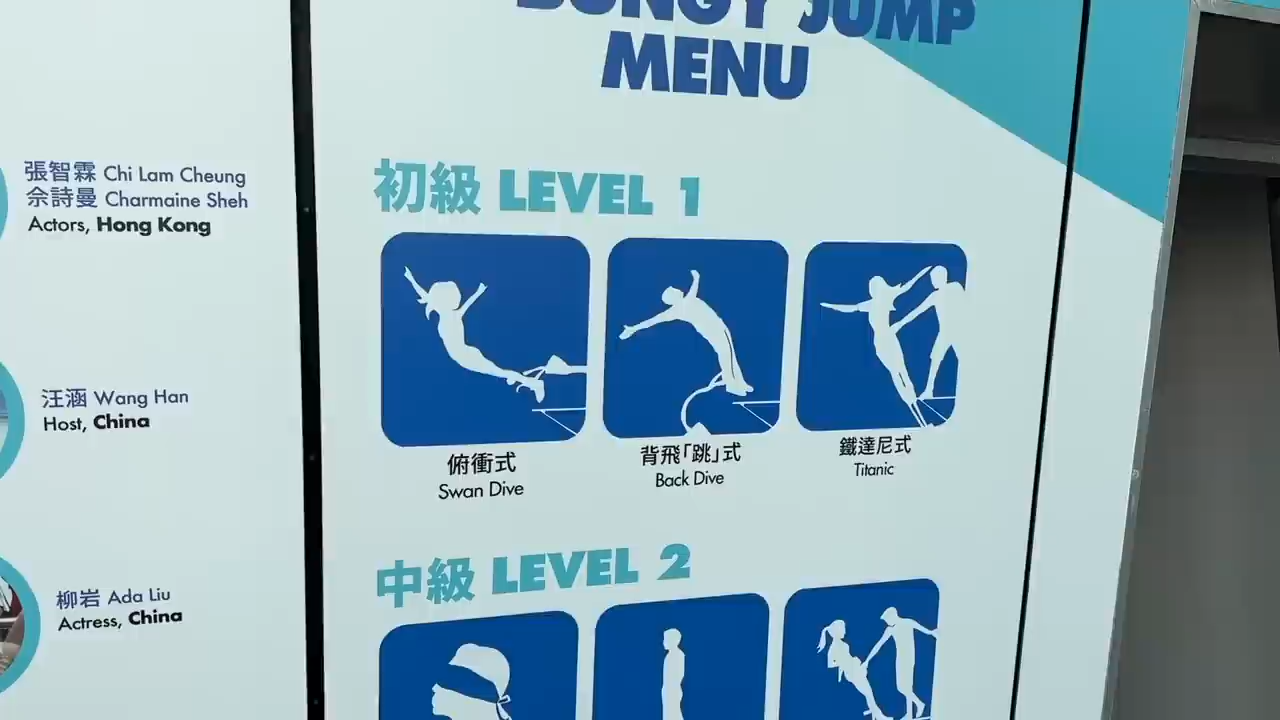 張智霖 Chi Lam Cheung
佘詩曼 Charmaine Sheh
Actors, Hong Kong
汪涵 Wang Han
Host, China
柳岩 Ada Liu
Actress, China
BUNGY JUMP
MENU
初級 LEVEL 1
俯衝式
Swan Dive
背飛「跳」式
Back Dive
鐵達尼式
Titanic
中級 LEVEL 2